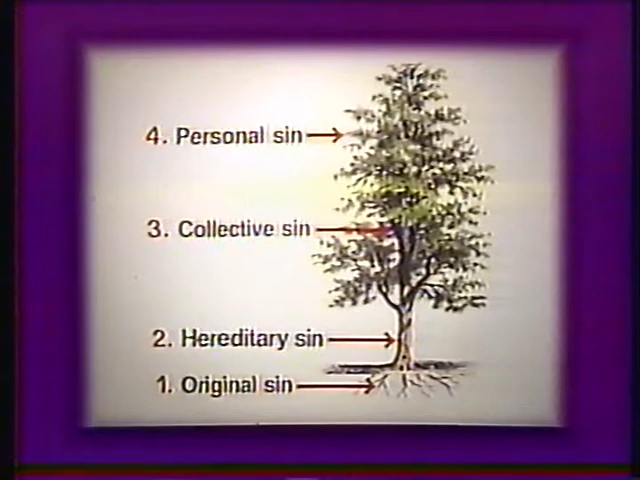 4. Personal sin
3. Collective sin
2. Hereditary sin
1. Original sin